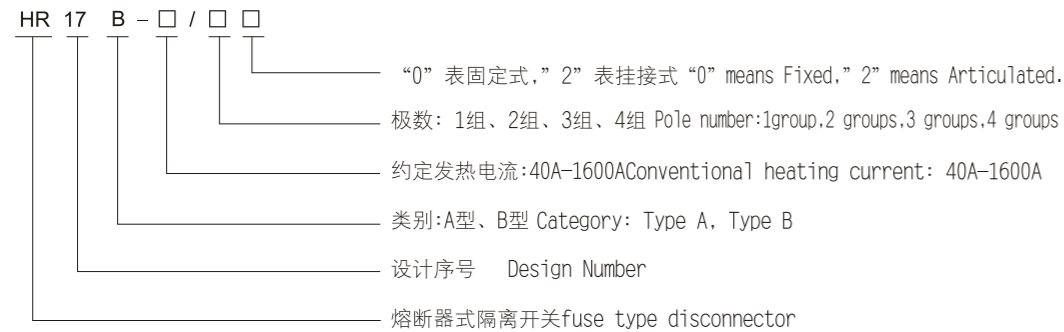 HR 17 B - □ / □ □
“0” 表固定式,” 2” 表挂接式 “0” means Fixed,” 2” means Articulated.
极数: 1组、2组、3组、4组 Pole number:1group,2 groups,3 groups,4 groups
约定发热电流:40A—1600AConventional heating current: 40A—1600A
类别:A型、B型 Category: Type A, Type B
设计序号 Design Number
熔断器式隔离开关fuse type disconnector